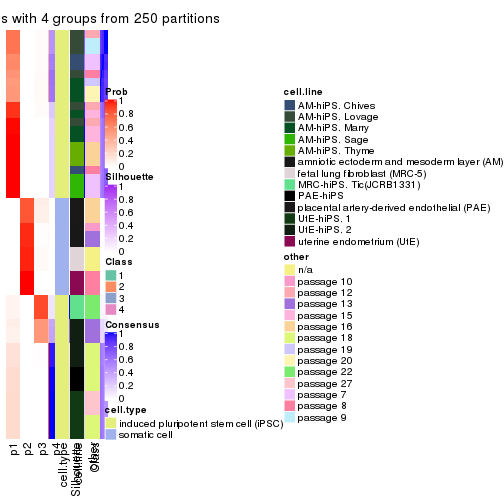 s with 4 groups from 250 partitions
Prob
1
0.8
0.6
0.4
0.2
0
Silhouette
1
0.8
0.6
0.4
0.2
0
Class
1
2
3
4
Consensus
1
0.8
0.6
0.4
0.2
0
cell.type
induced pluripotent stem cell (iPSC)
somatic cell
cell.line
AM-hiPS. Chives
AM-hiPS. Lovage
AM-hiPS. Marry
AM-hiPS. Sage
AM-hiPS. Thyme
amniotic ectoderm and mesoderm layer (AM)
fetal lung fibroblast (MRC-5)
MRC-hiPS. Tic(JCRB1331)
PAE-hiPS
placental artery-derived endothelial (PAE)
UtE-hiPS. 1
UtE-hiPS. 2
uterine endometrium (UtE)
other
n/a
passage 10
passage 12
passage 13
passage 15
passage 16
passage 18
passage 19
passage 20
passage 22
passage 27
passage 7
passage 8
passage 9
p1
p2
p3
p4
cell.type
Silhouette
cell.line
other
Class